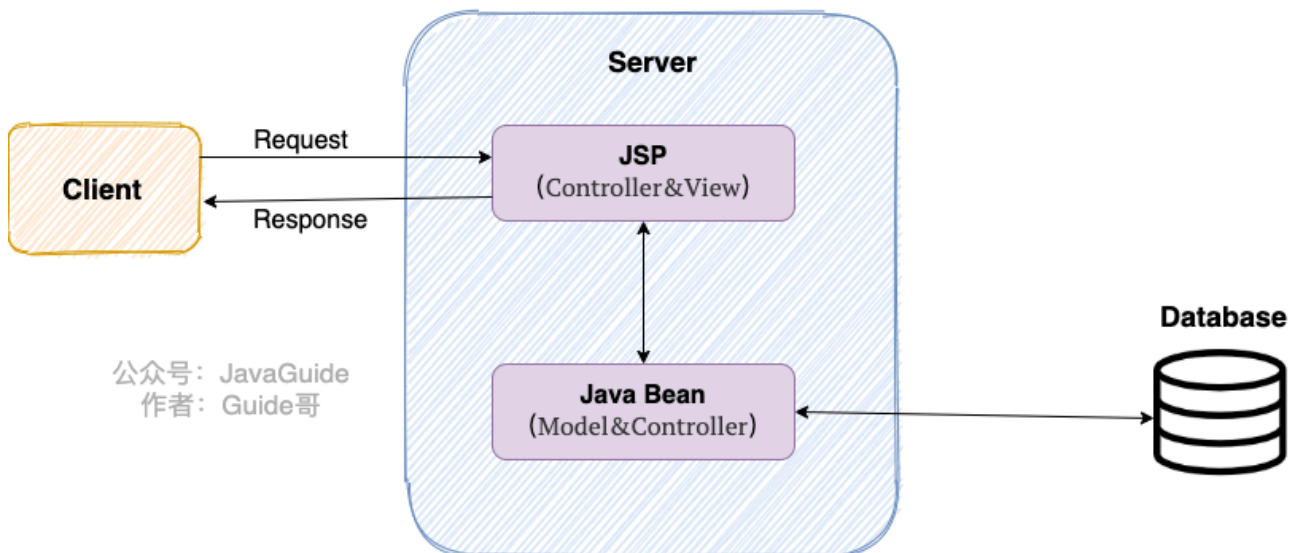 Server
Request
JSP
(Controller&View)
Client
Response
Database
公众号：JavaGuide
作者：Guide哥
Java Bean
(Model&Controller)